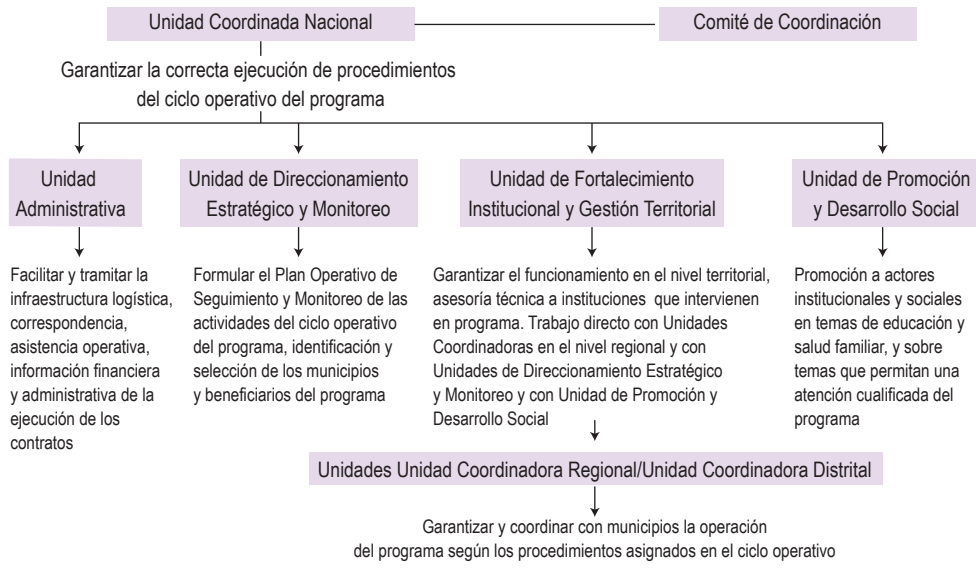 Unidad Coordinada Nacional
Comité de Coordinación
Garantizar la correcta ejecución de procedimientos
del ciclo operativo del programa
Unidad
Administrativa
Unidad de Direccionamiento
Estratégico y Monitoreo
Unidad de Fortalecimiento
Institucional y Gestión Territorial
Unidad de Promoción
y Desarrollo Social
Facilitar y tramitar la
infraestructura logística,
correspondencia,
asistencia operativa,
información financiera
y administrativa de la
ejecución de los
contratos
Formular el Plan Operativo de
Seguimiento y Monitoreo de las
actividades del ciclo operativo
del programa, identificación y
selección de los municipios
y beneficiarios del programa
Garantizar el funcionamiento en el nivel territorial,
asesoría técnica a instituciones que intervienen
en programa. Trabajo directo con Unidades
Coordinadoras en el nivel regional y con
Unidades de Direccionamiento Estratégico
y Monitoreo y con Unidad de Promoción y
Desarrollo Social
Promoción a actores
institucionales y sociales
en temas de educación y
salud familiar, y sobre
temas que permitan una
atención cualificada del
programa
Unidades Unidad Coordinadora Regional/Unidad Coordinadora Distrital
Garantizar y coordinar con municipios la operación
del programa según los procedimientos asignados en el ciclo operativo